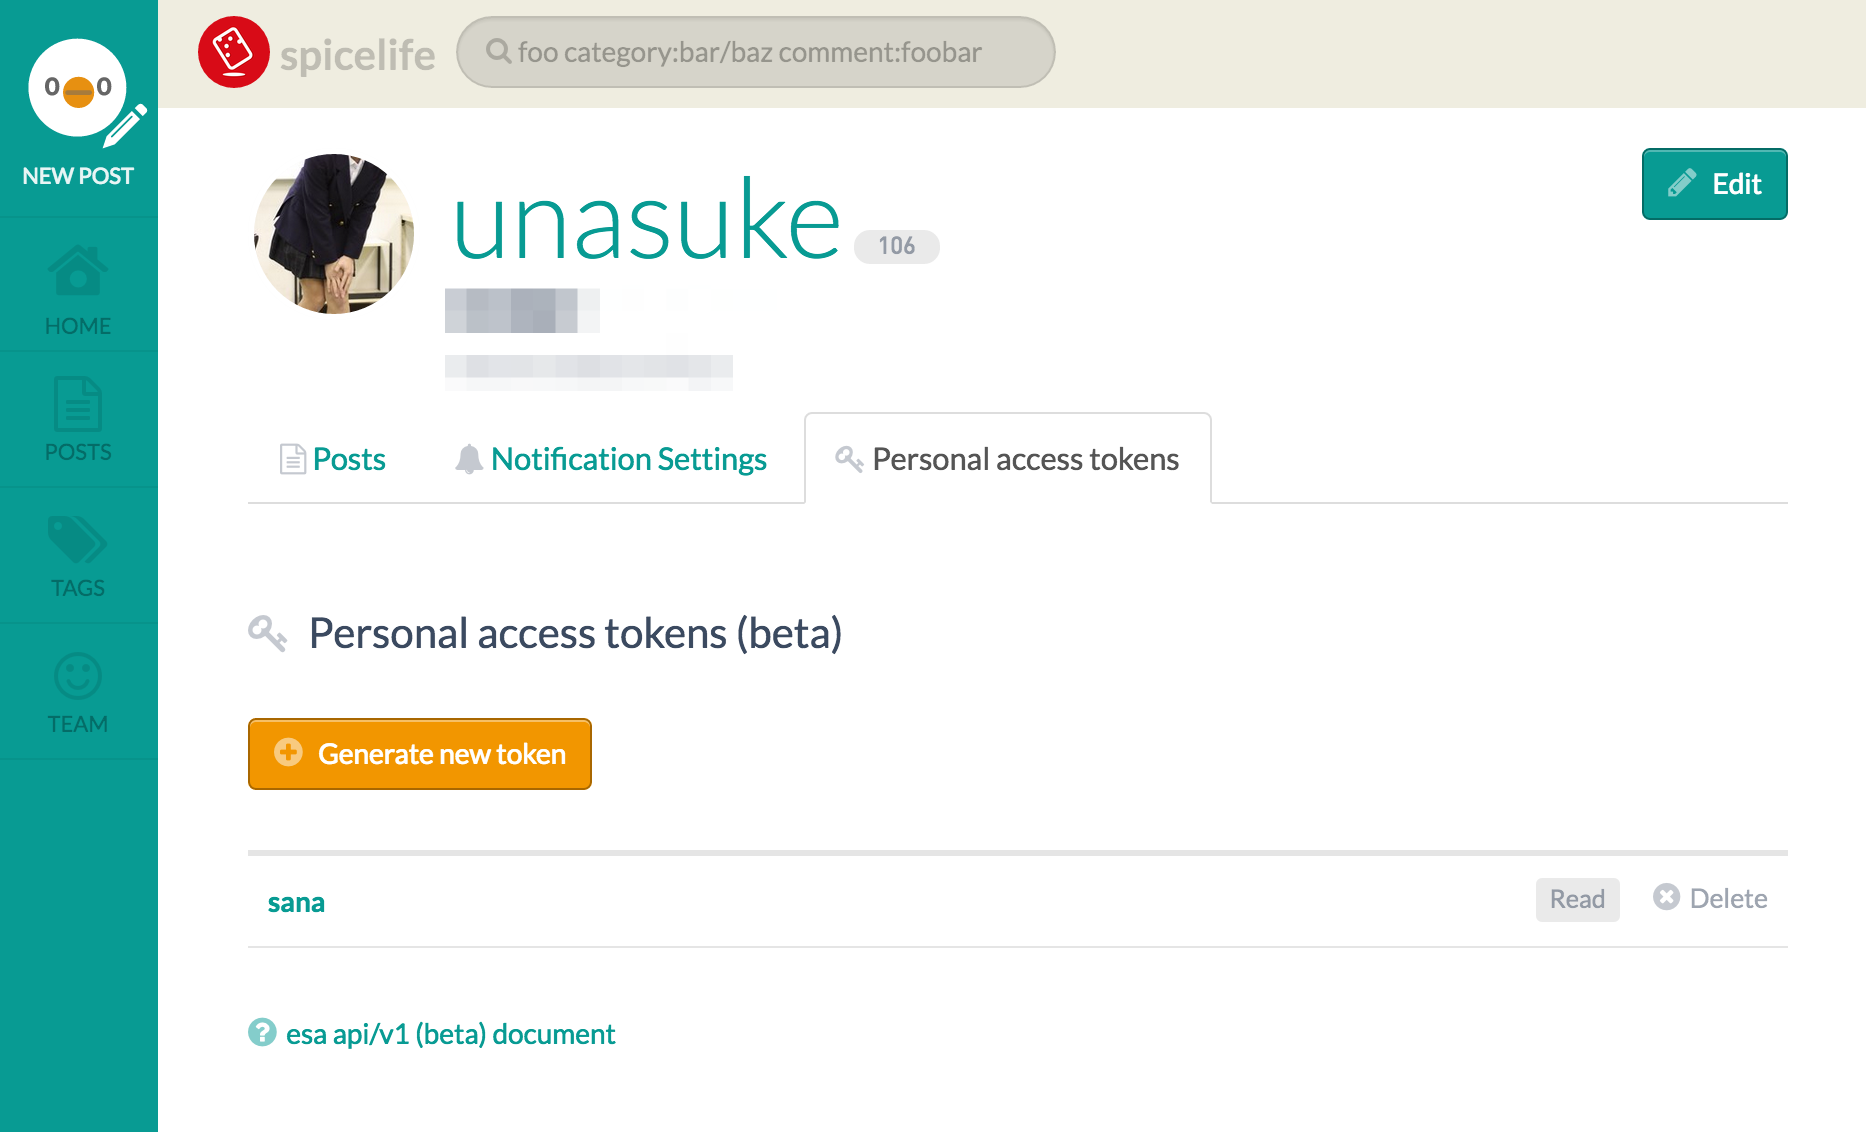 NEW POST
HOME
POSTS
TAGS
TEAM
spicelife
foo category:bar/baz comment:foobar
unasuke 106
Edit
Posts
Notification Settings
Personal access tokens
Personal access tokens (beta)
Generate new token
sana
Read
Delete
esa api/v1 (beta) document